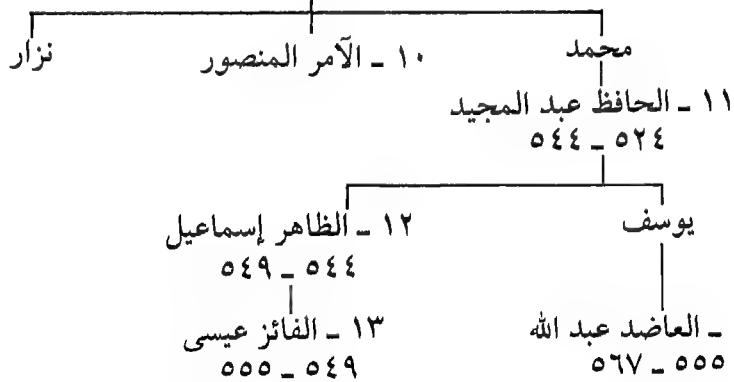 محمد ١٠ ـ الآمر المنصور نزار
١١ ـ الحافظ عبد المجيد
٥٢٤ ـ ٥٤٤
يوسف ١٢ ـ الظاهر إسماعيل
٥٤٤ ـ ٥٤٩
ـ العاضد عبد الله ١٣ ـ الفائز عيسى
٥٥٥ ـ ٥٦٧ ٥٤٩ ـ ٥٥٥